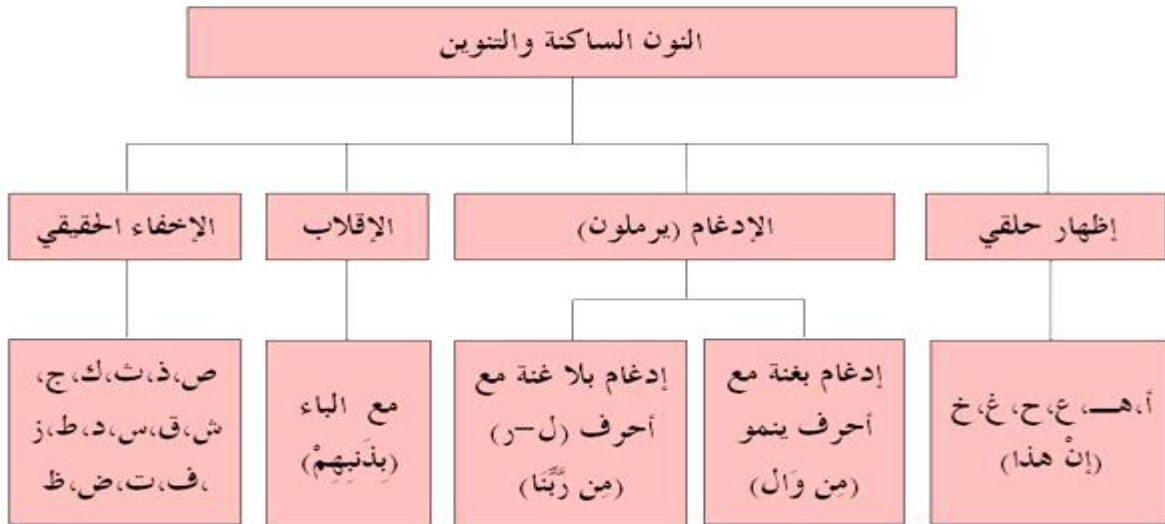 النون الساكنة والتنوين
إظهار حلقي
الإدغام (يرملون)
الإقلاب
الإخفاء الحقيقي
أ،هـ،ع،ح،غ،خ
(إنْ هذا)
إدغام بغنة مع
أحرف ينمو
(مِن وَال)
إدغام بلا غنة مع
أحرف (ل–ر)
(مِن رَّبِّنَا)
مع الباء
(بِذَنبِهِمْ)
ص،ذ،ث،ك،ج،
ش،ق،س،د،ط،ز
،ف،ت،ض،ظ